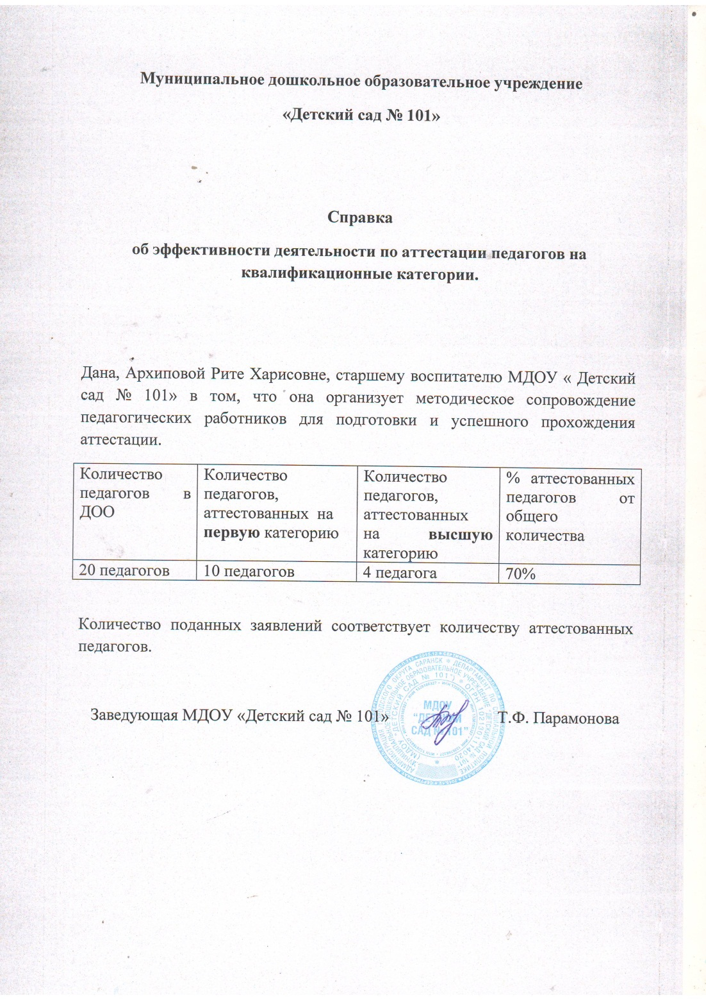 Муниципальное дошкольное образовательное учреждение
«Детский сад № 101»
Справка
об эффективности деятельности по аттестации педагогов на
квалификационные категории.
Дана, Архиповой Рите Харисовне, старшему воспитателю МДОУ « Детский
сад № 101» в том, что она организует методическое сопровождение
педагогических работников для подготовки и успешного прохождения
аттестации.
Количество
педагогов в
ДОО
Количество
педагогов,
аттестованных на
первую категорию
Количество
педагогов,
аттестованных
на высшую
категорию
% аттестованных
педагогов от
общего
количества
20 педагогов
10 педагогов
4 педагога
70%
Количество поданных заявлений соответствует количеству аттестованных
педагогов.
Заведующая МДОУ «Детский сад № 101»
Т.Ф. Парамонова
МДОУ
"ДЕТСКИЙ
САД № 101"